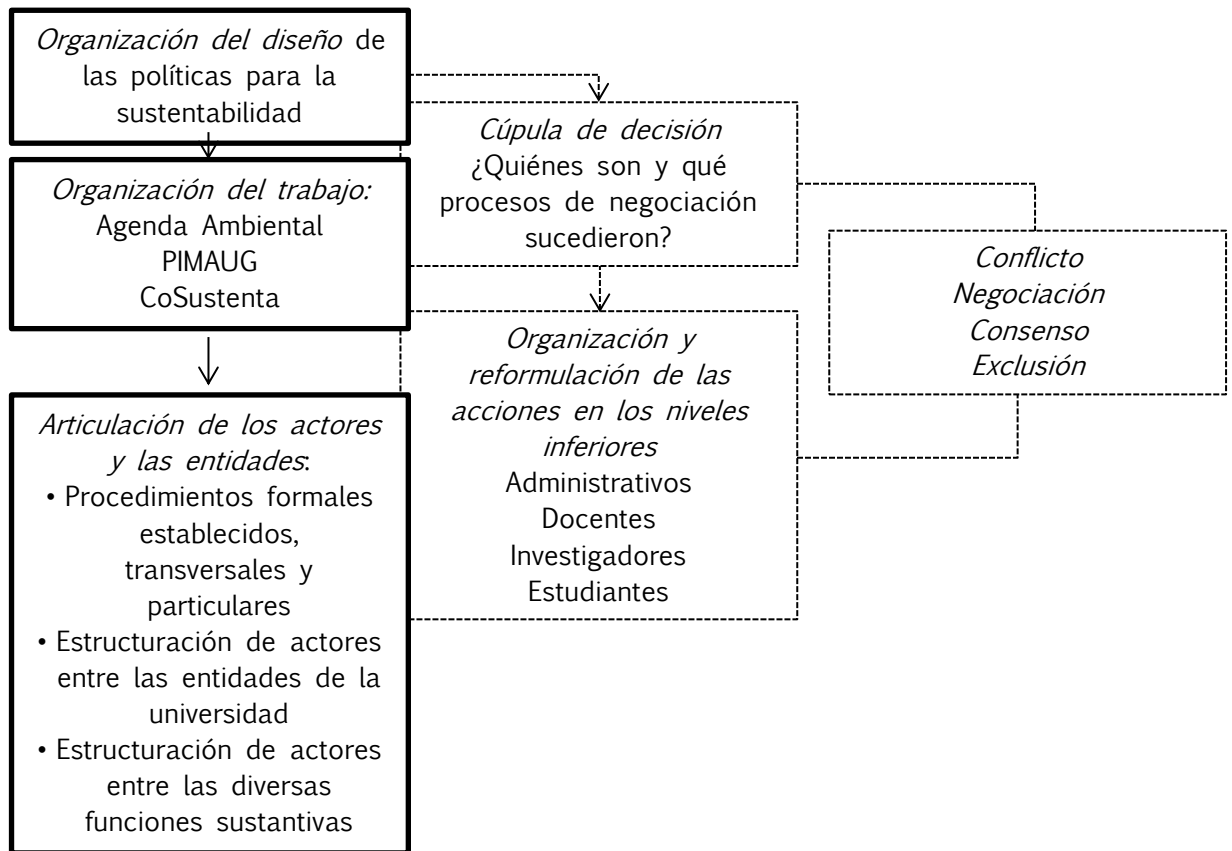 Organización del diseño de
las políticas para la
sustentabilidad
Organización del trabajo:
Agenda Ambiental
PIMAUG
CoSustenta
Articulación de los actores
y las entidades:
• Procedimientos formales
establecidos,
transversales y
particulares
• Estructuración de actores
entre las entidades de la
universidad
• Estructuración de actores
entre las diversas
funciones sustantivas
Cúpula de decisión
¿Quiénes son y qué
procesos de negociación
sucedieron?
Organización y
reformulación de las
acciones en los niveles
inferiores
Administrativos
Docentes
Investigadores
Estudiantes
Conflicto
Negociación
Consenso
Exclusión